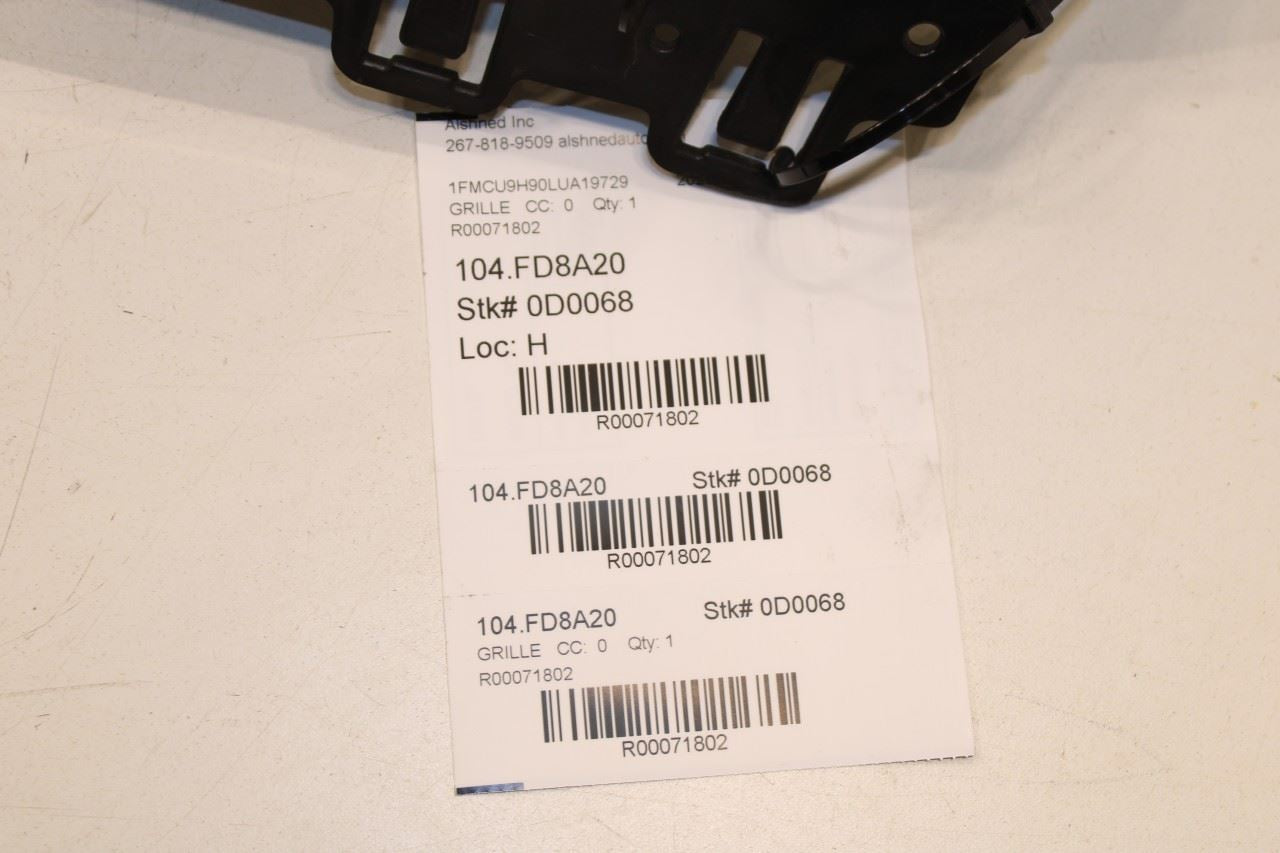 Alshned Inc
267-818-9509 alshnedauto
1FMCU9H90LUA19729
GRILLE CC: 0 Qty: 1
R00071802
104.FD8A20
Stk# 0D0068
Loc: H
R00071802
104.FD8A20 Stk# 0D0068
R00071802
104.FD8A20 Stk# 0D0068
GRILLE CC: 0 Qty: 1
R00071802
R00071802